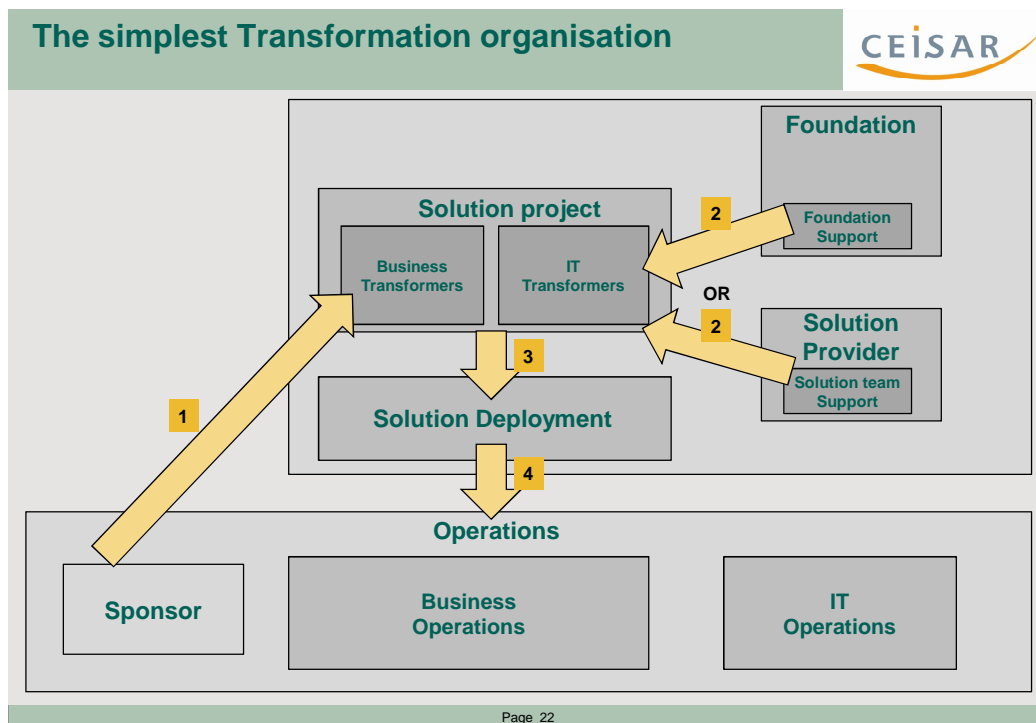 The simplest Transformation organisation
CEISAR
Foundation
Foundation
Support
Solution project
Business
Transformers
IT
Transformers
2
OR
2
Solution
Provider
Solution team
Support
3
Solution Deployment
1
4
Operations
Sponsor
Business
Operations
IT
Operations
Page 22